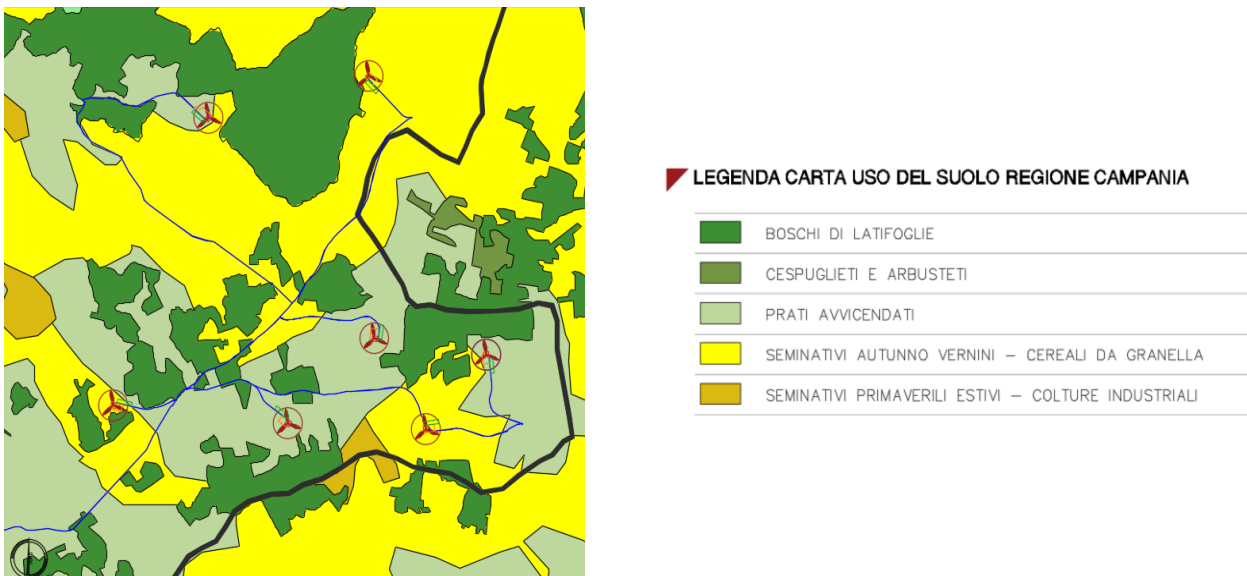 LEGENDA CARTA USO DEL SUOLO REGIONE CAMPANIA
BOSCHI DI LATIFOGLIE
CESPUGLIETI E ARBUSTETI
PRATI AVVICENDATI
SEMINATIVI AUTUNNO VERNINI – CEREALI DA GRANELLA
SEMINATIVI PRIMAVERILI ESTIVI – COLTURE INDUSTRIALI